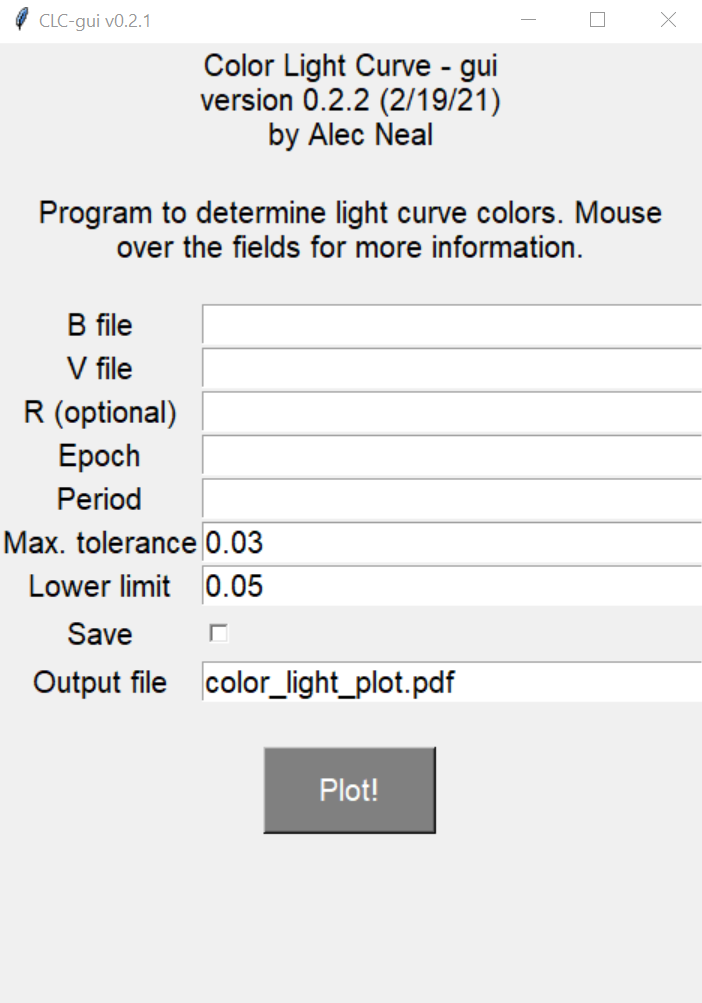 CLC-gui v0.2.1
Color Light Curve - gui
version 0.2.2 (2/19/21)
by Alec Neal
Program to determine light curve colors. Mouse
over the fields for more information.
B file
V file
R (optional)
Epoch
Period
Max. tolerance 0.03
Lower limit 0.05
Save
Output file color_light_plot.pdf
Plot!